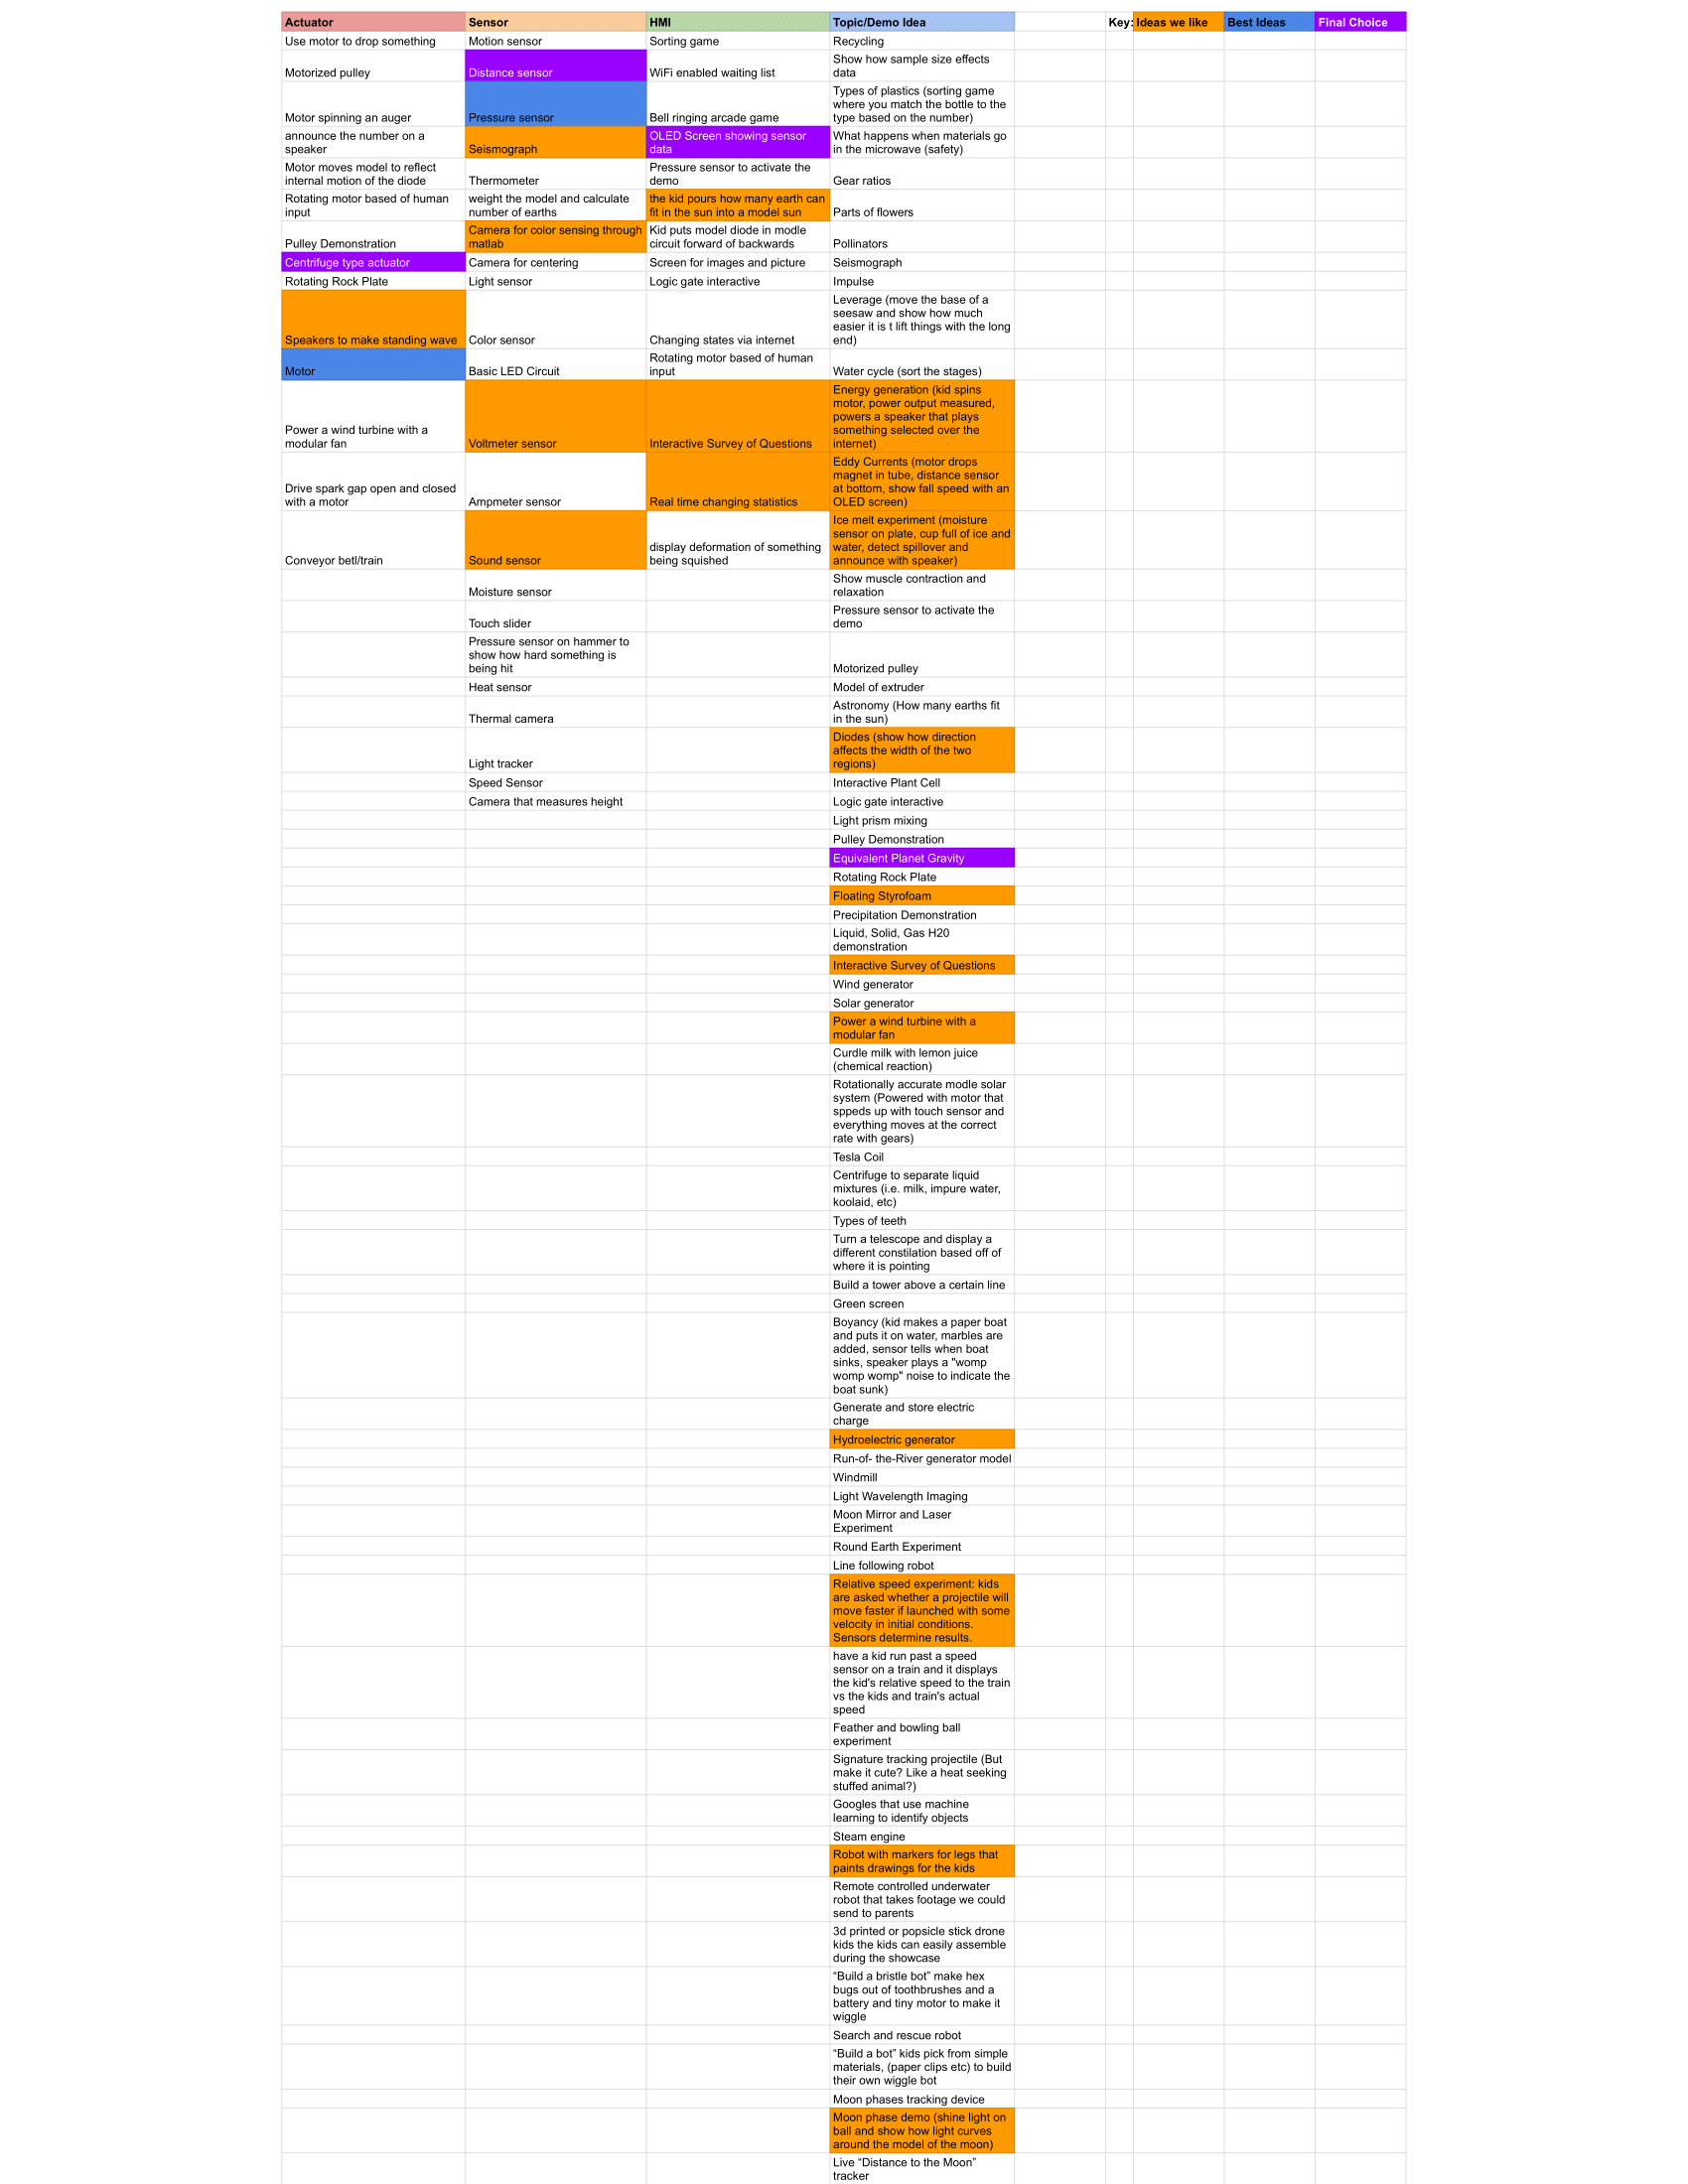 Actuator Sensor HMI Topic/Demo Idea Key: Ideas we like Best Ideas Final Choice
Use motor to drop something Motion sensor Sorting game Recycling
Motorized pulley Distance sensor WiFi enabled waiting list Show how sample size effects
data
Motor spinning an auger Pressure sensor Bell ringing arcade game Types of plastics (sorting game
where you match the bottle to the
type based on the number)
announce the number on a
speaker
Seismograph
OLED Screen showing sensor
data
What happens when materials go
in the microwave (safety)
Motor moves model to reflect
internal motion of the diode
Thermometer
Pressure sensor to activate the
demo
Gear ratios
Rotating motor based of human
input
weight the model and calculate
number of earths
the kid pours how many earth can
fit in the sun into a model sun
Parts of flowers
Pulley Demonstration
Camera for color sensing through
matlab
Kid puts model diode in modle
circuit forward of backwards
Pollinators
Centrifuge type actuator Camera for centering Screen for images and picture Seismograph
Rotating Rock Plate Light sensor Logic gate interactive Impulse
Speakers to make standing wave Color sensor Changing states via internet
Leverage (move the base of a
seesaw and show how much
easier it is t lift things with the long
end)
Motor Basic LED Circuit
Rotating motor based of human
input
Water cycle (sort the stages)
Power a wind turbine with a
modular fan
Voltmeter sensor
Interactive Survey of Questions
Energy generation (kid spins
motor, power output measured,
powers a speaker that plays
something selected over the
internet)
Drive spark gap open and closed
with a motor
Ampmeter sensor
Real time changing statistics
Eddy Currents (motor drops
magnet in tube, distance sensor
at bottom, show fall speed with an
OLED screen)
Conveyor betl/train
Sound sensor
display deformation of something
being squished
Ice melt experiment (moisture
sensor on plate, cup full of ice and
water, detect spillover and
announce with speaker)
Moisture sensor
Show muscle contraction and
relaxation
Touch slider
Pressure sensor to activate the
demo
Pressure sensor on hammer to
show how hard something is
being hit
Motorized pulley
Heat sensor Model of extruder
Thermal camera
Astronomy (How many earths fit
in the sun)
Light tracker
Diodes (show how direction
affects the width of the two
regions)
Speed Sensor Interactive Plant Cell
Camera that measures height Logic gate interactive
Light prism mixing
Pulley Demonstration
Equivalent Planet Gravity
Rotating Rock Plate
Floating Styrofoam
Precipitation Demonstration
Liquid, Solid, Gas H20
demonstration
Interactive Survey of Questions
Wind generator
Solar generator
Power a wind turbine with a
modular fan
Curdle milk with lemon juice
(chemical reaction)
Rotationally accurate modle solar
system (Powered with motor that
sppeds up with touch sensor and
everything moves at the correct
rate with gears)
Tesla Coil
Centrifuge to separate liquid
mixtures (i.e. milk, impure water,
koolaid, etc)
Types of teeth
Turn a telescope and display a
different constilation based off of
where it is pointing
Build a tower above a certain line
Green screen
Boyancy (kid makes a paper boat
and puts it on water, marbles are
added, sensor tells when boat
sinks, speaker plays a "womp
womp womp" noise to indicate the
boat sunk)
Generate and store electric
charge
Hydroelectric generator
Run-of- the-River generator model
Windmill
Light Wavelength Imaging
Moon Mirror and Laser
Experiment
Round Earth Experiment
Line following robot
Relative speed experiment: kids
are asked whether a projectile will
move faster if launched with some
velocity in initial conditions.
Sensors determine results.
have a kid run past a speed
sensor on a train and it displays
the kid's relative speed to the train
vs the kids and train's actual
speed
Feather and bowling ball
experiment
Signature tracking projectile (But
make it cute? Like a heat seeking
stuffed animal?)
Googles that use machine
learning to identify objects
Steam engine
Robot with markers for legs that
paints drawings for the kids
Remote controlled underwater
robot that takes footage we could
send to parents
3d printed or popsicle stick drone
kids the kids can easily assemble
during the showcase
“Build a bristle bot” make hex
bugs out of toothbrushes and a
battery and tiny motor to make it
wiggle
Search and rescue robot
“Build a bot” kids pick from simple
materials, (paper clips etc) to build
their own wiggle bot
Moon phases tracking device
Moon phase demo (shine light on
ball and show how light curves
around the model of the moon)
Live “Distance to the Moon”
tracker